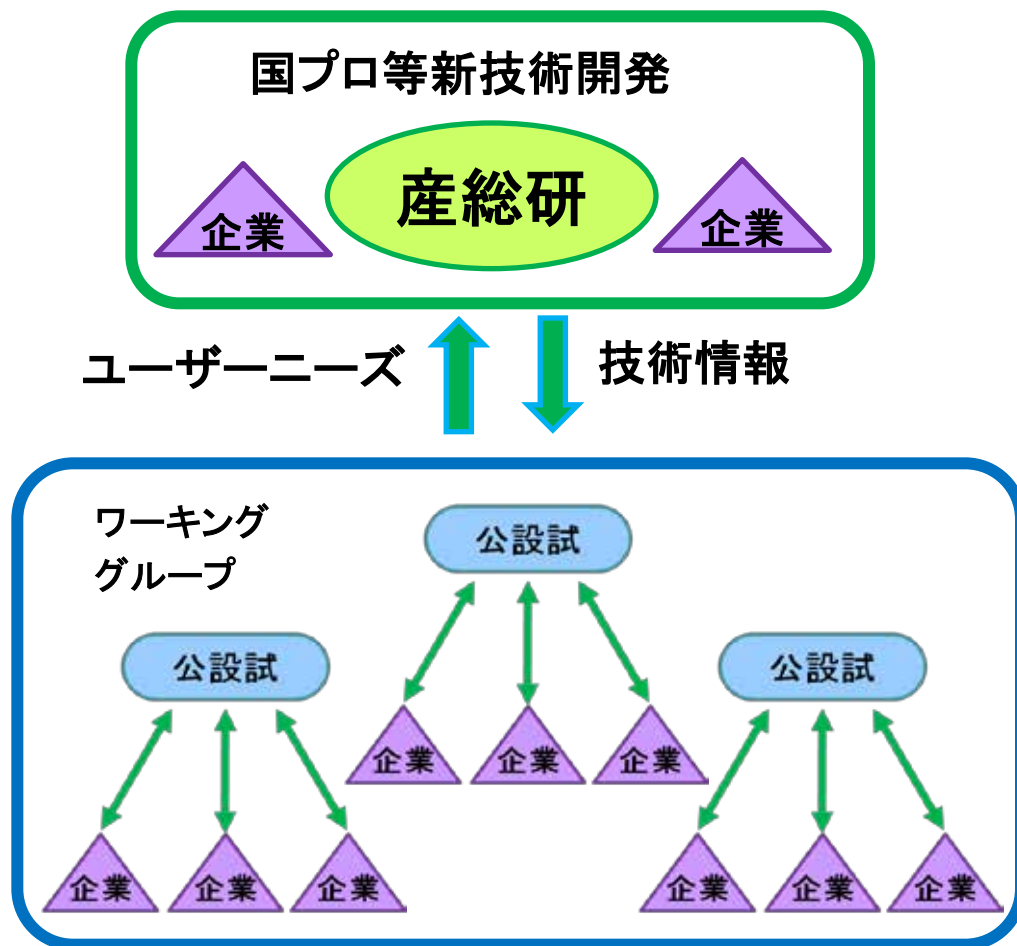 国プロ等新技術開発
産総研
企業
企業
ユーザーニーズ
技術情報
ワーキング
グループ
公設試
企業
企業
企業
公設試
企業
企業
企業
公設試
企業
企業
企業